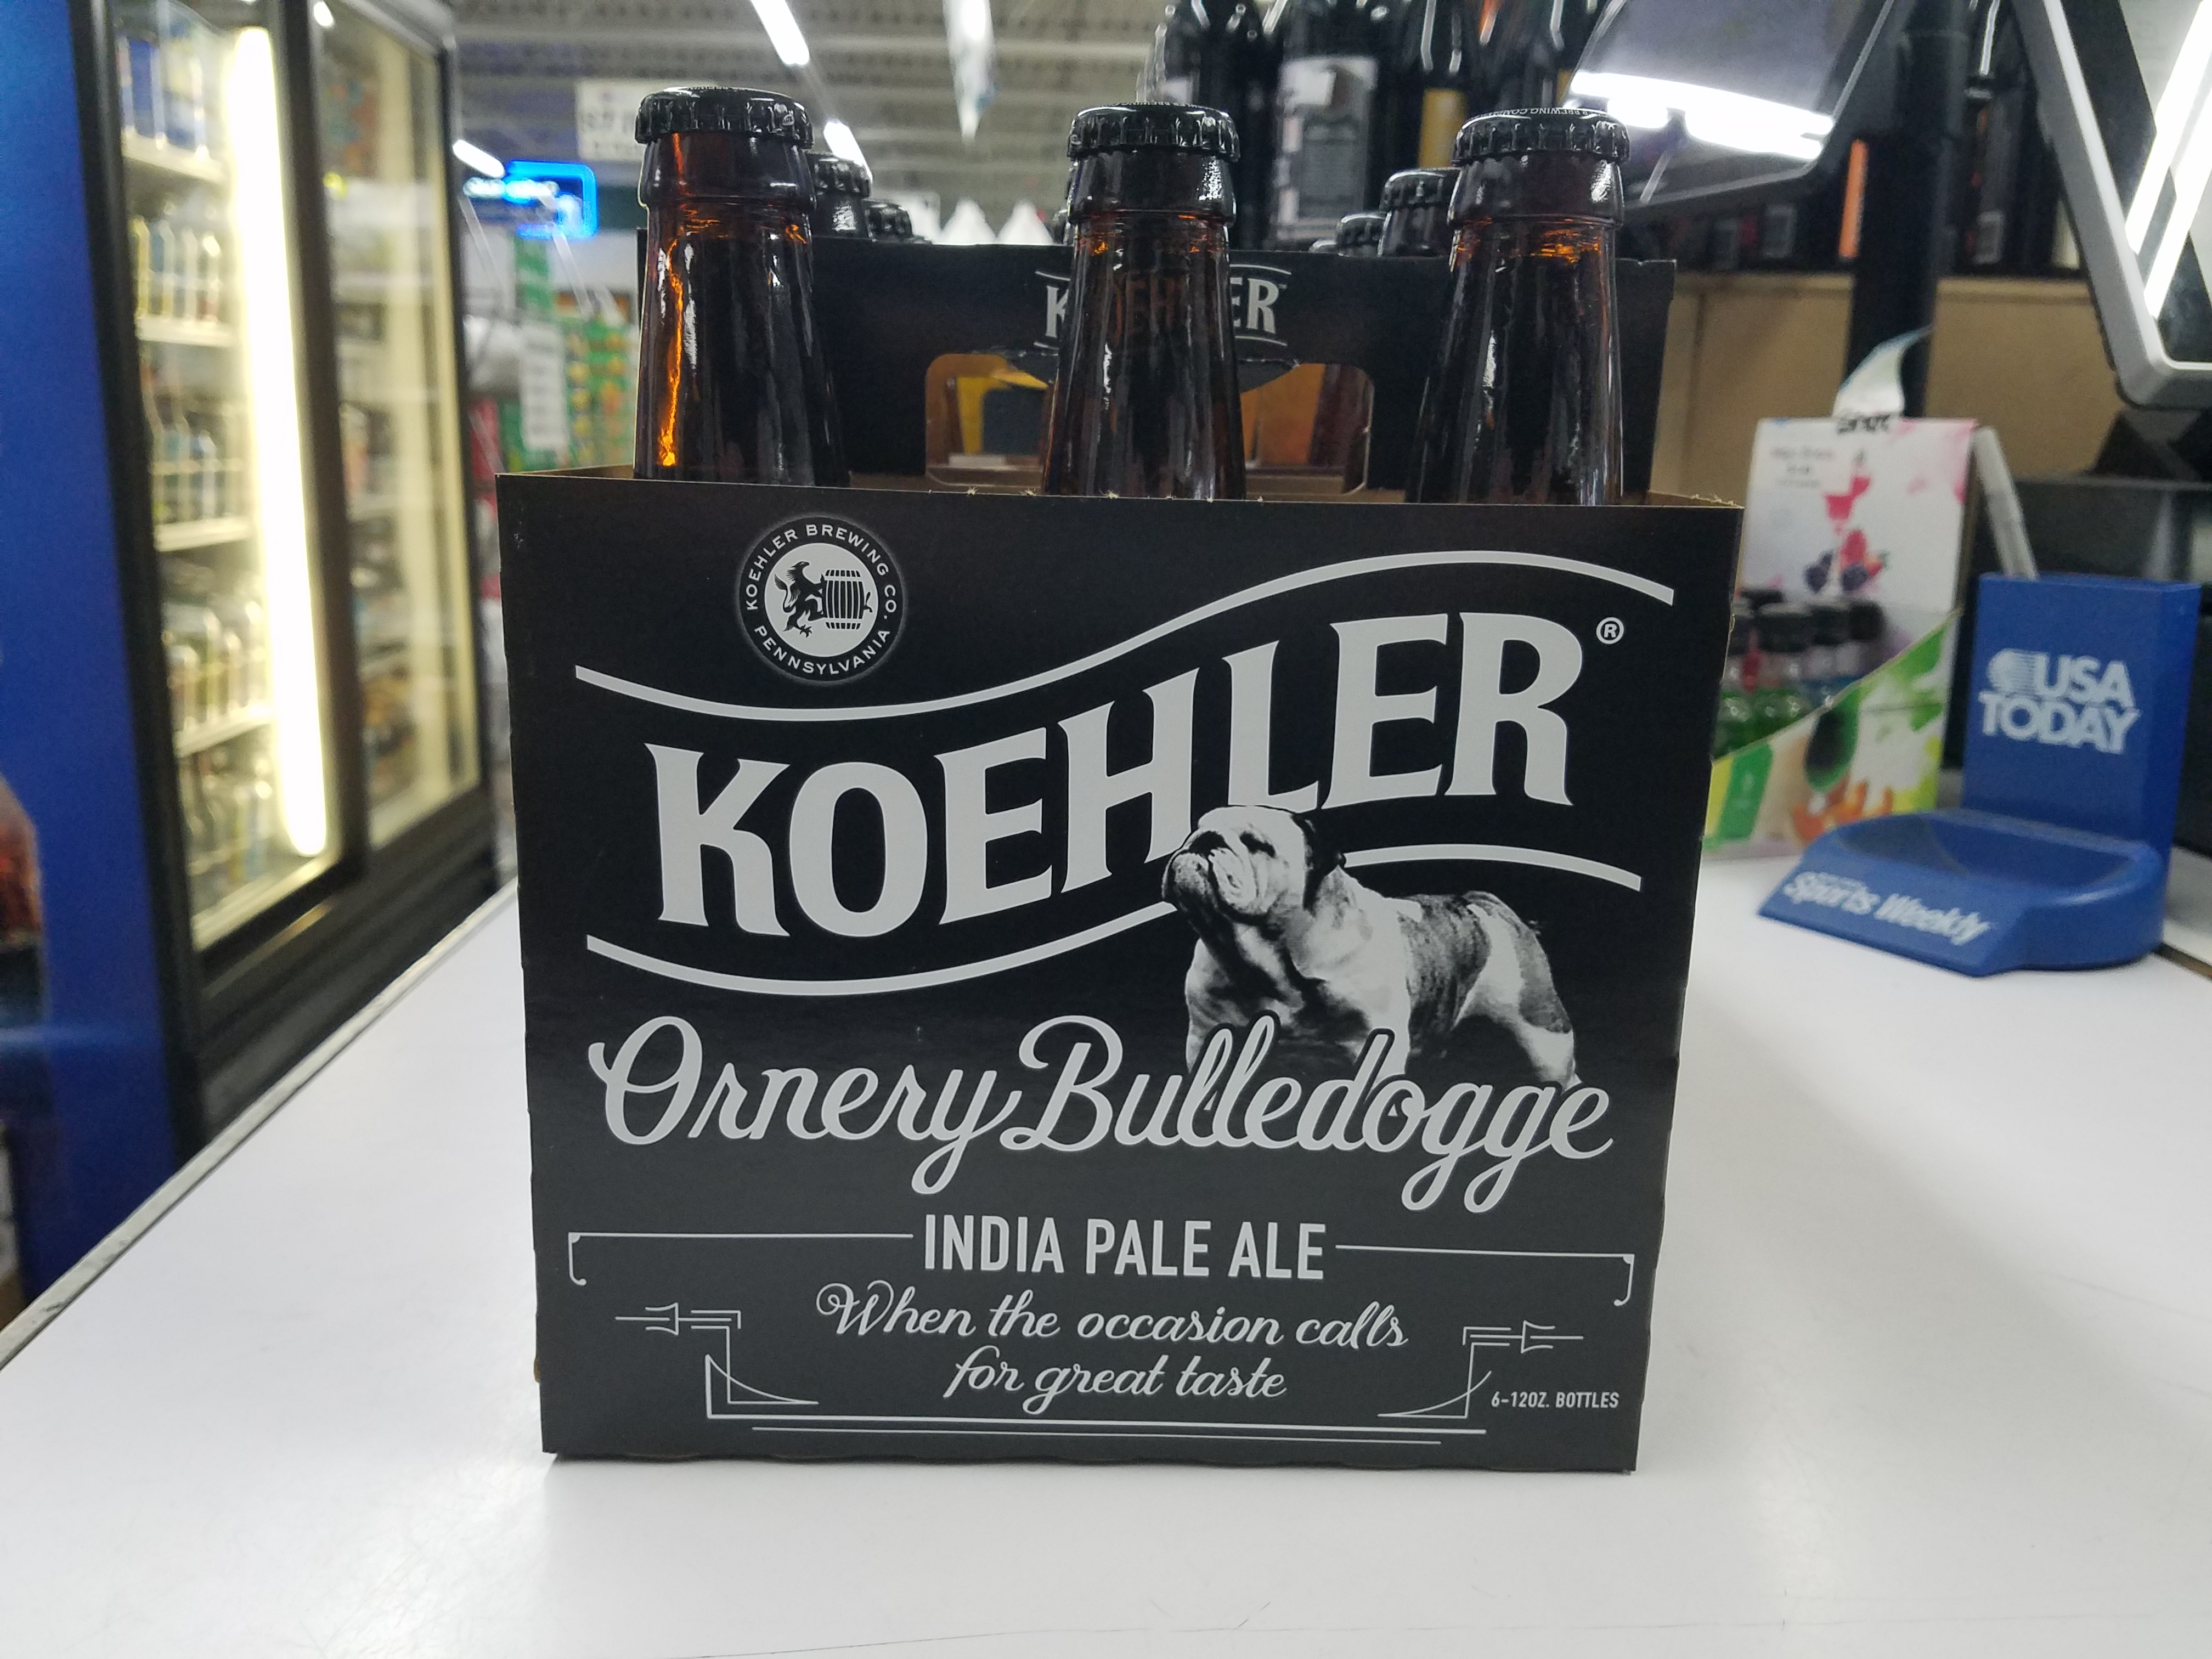 KOEHLER
KOEHLER BREWING CO.
PENNSYLVANIA
KOEHLER®
Ornery Bulledogge
INDIA PALE ALE
When the occasion calls
for great taste
6-12OZ. BOTTLES
USA
TODAY
Sports Weekly